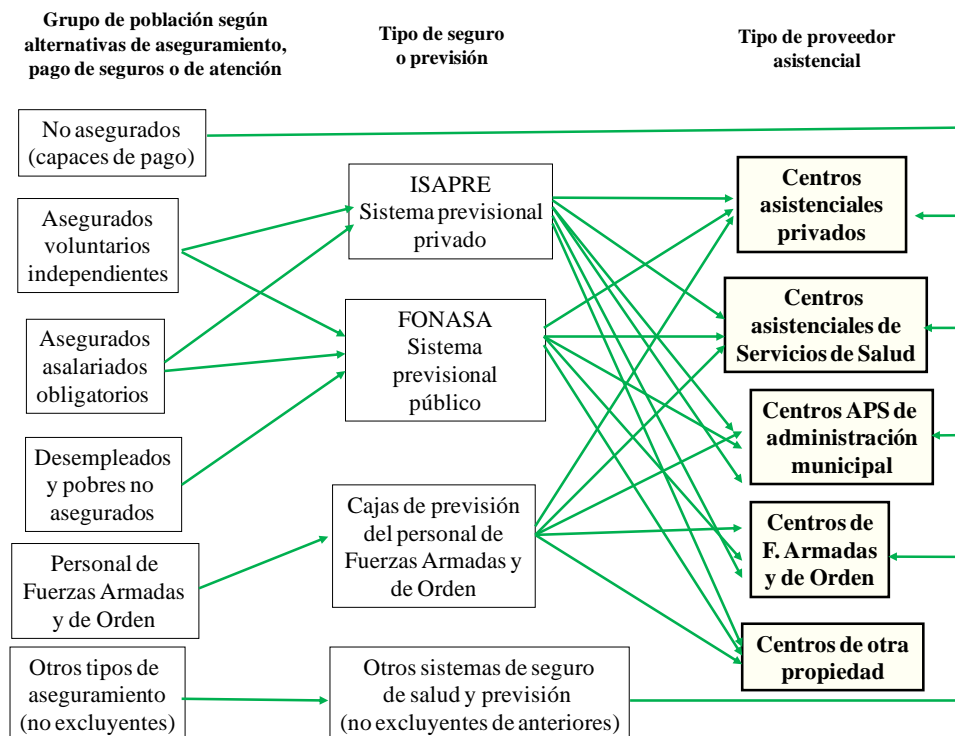 Grupo de población según
alternativas de aseguramiento,
pago de seguros o de atención
Tipo de seguro
o previsión
Tipo de proveedor
asistencial
No asegurados
(capaces de pago)
Asegurados
voluntarios
independientes
Asegurados
asalariados
obligatorios
Desempleados
y pobres no
asegurados
Personal de
Fuerzas Armadas
y de Orden
Otros tipos de
aseguramiento
(no excluyentes)
ISAPRE
Sistema previsional
privado
FONASA
Sistema
previsional
público
Cajas de previsión
del personal de
Fuerzas Armadas y
de Orden
Otros sistemas de seguro
de salud y previsión
(no excluyentes de anteriores)
Centros
asistenciales
privados
Centros
asistenciales de
Servicios de Salud
Centros APS de
administración
municipal
Centros de
F. Armadas
y de Orden
Centros de otra
propiedad